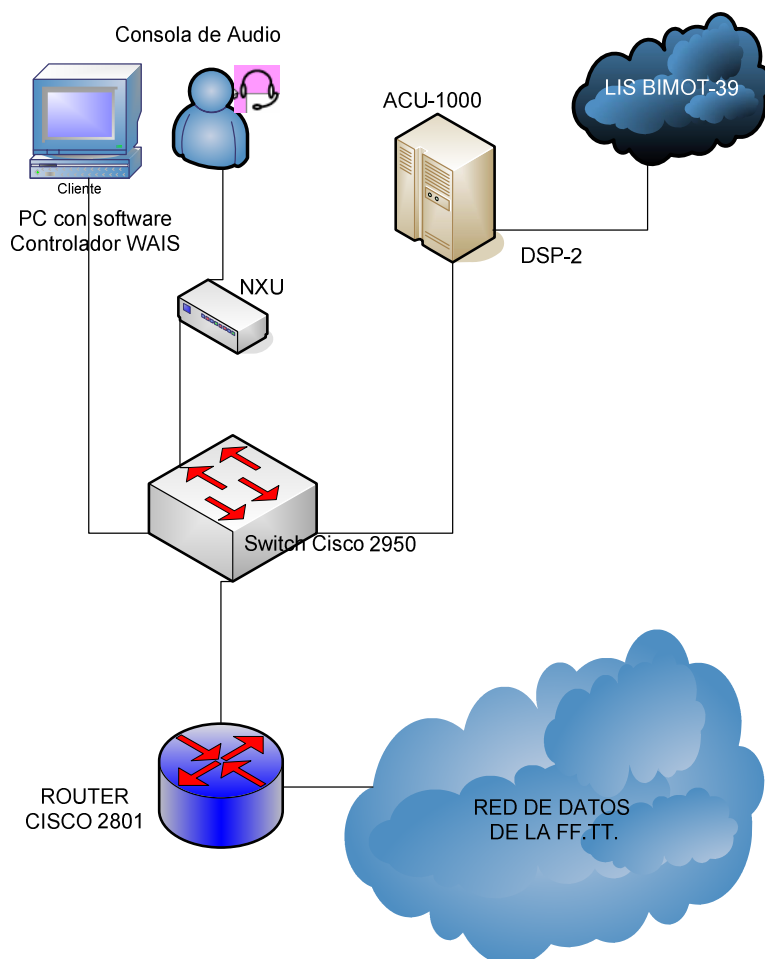 Consola de Audio
LIS BIMOT-39
ACU-1000
Cliente
PC con software
Controlador WAIS
DSP-2
NXU
Switch Cisco 2950
ROUTER
CISCO 2801
RED DE DATOS
DE LA FF.TT.